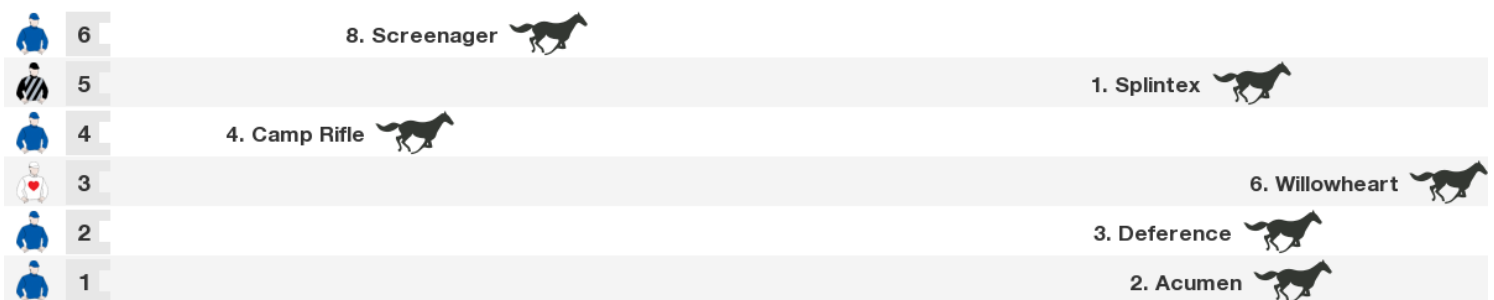 6 8. Screenager
5 1. Splintex
4 4. Camp Rifle
3 6. Willowheart
2 3. Deference
1 2. Acumen